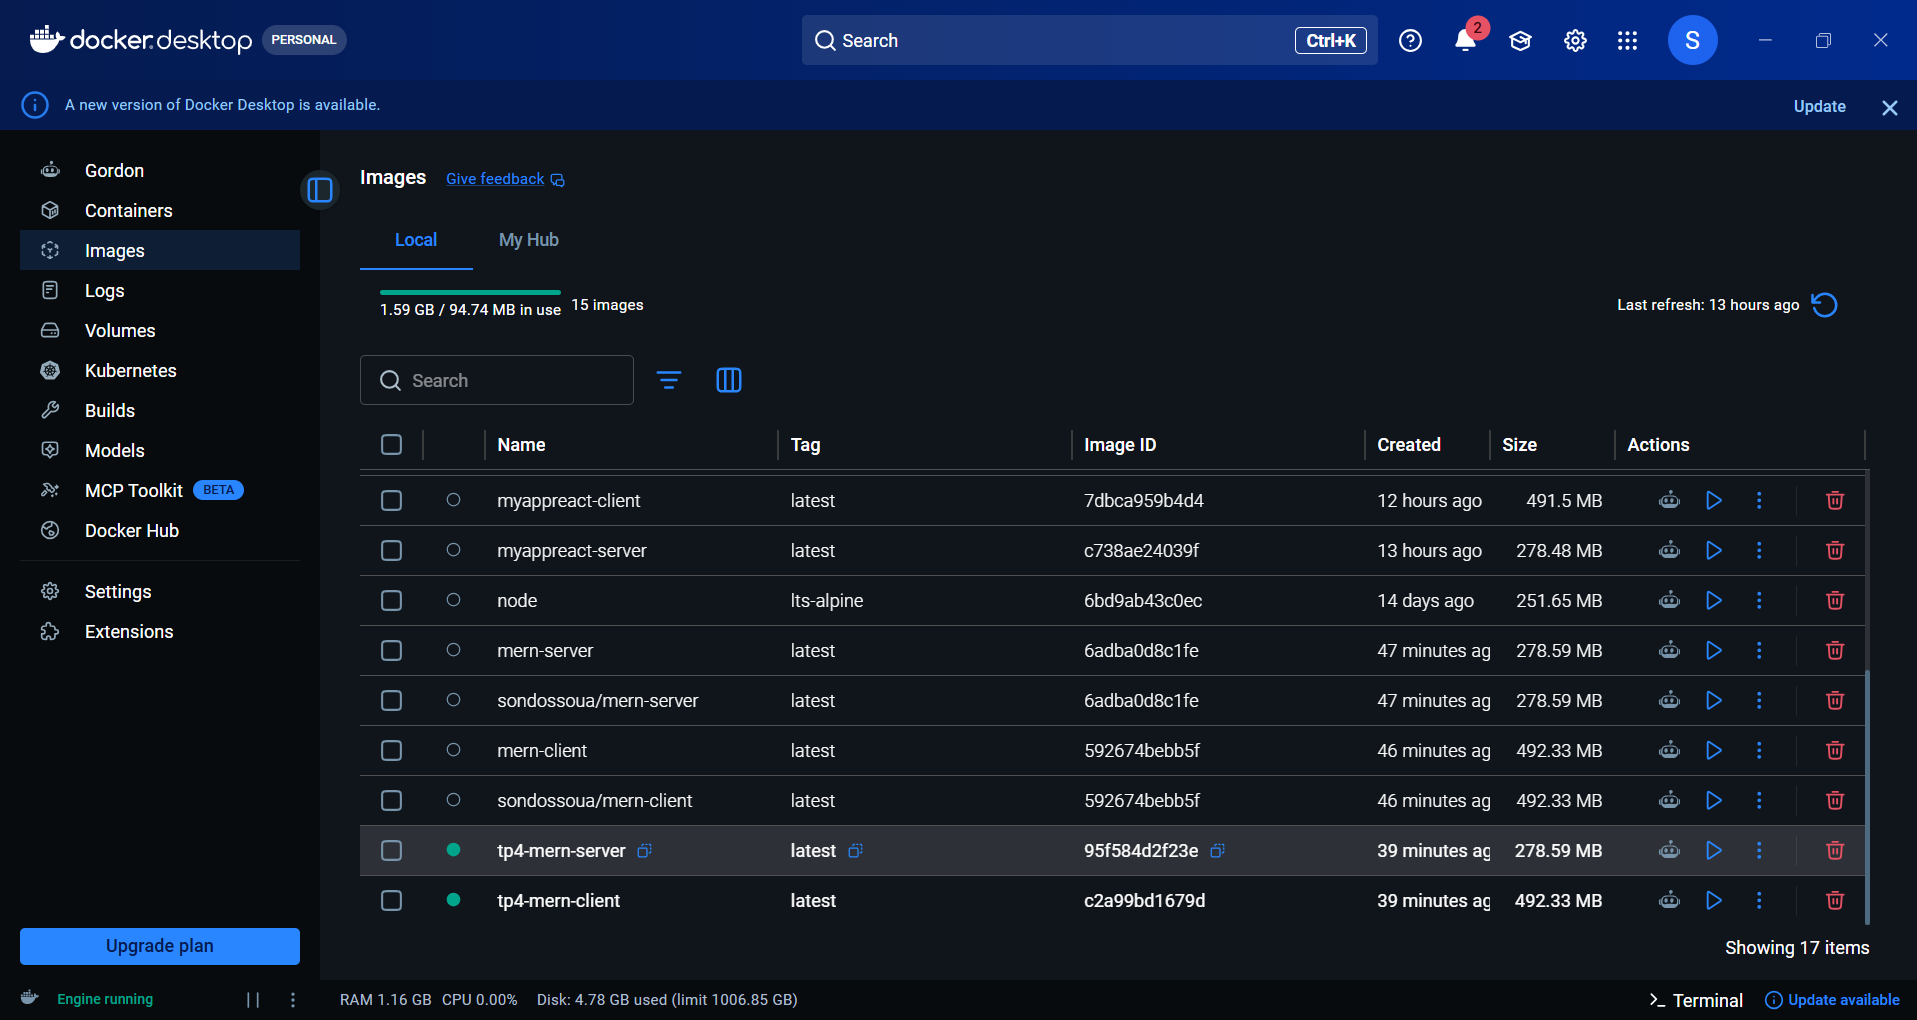 docker.desktop PERSONAL
Search Ctrl+K
2
S
A new version of Docker Desktop is available.
Update
Gordon
Containers
Images
Logs
Volumes
Kubernetes
Builds
Models
MCP Toolkit BETA
Docker Hub
Settings
Extensions
Upgrade plan
Images Give feedback
Local My Hub
1.59 GB / 94.74 MB in use 15 images
Last refresh: 13 hours ago
Search
Name Tag Image ID Created Size Actions
myappreact-client latest 7dbca959b4d4 12 hours ago 491.5 MB
myappreact-server latest c738ae24039f 13 hours ago 278.48 MB
node lts-alpine 6bd9ab43c0ec 14 days ago 251.65 MB
mern-server latest 6adba0d8c1fe 47 minutes ag 278.59 MB
sondossoua/mern-server latest 6adba0d8c1fe 47 minutes ag 278.59 MB
mern-client latest 592674bebb5f 46 minutes ag 492.33 MB
sondossoua/mern-client latest 592674bebb5f 46 minutes ag 492.33 MB
tp4-mern-server latest 95f584d2f23e 39 minutes ag 278.59 MB
tp4-mern-client latest c2a99bd1679d 39 minutes ag 492.33 MB
Showing 17 items
Engine running
RAM 1.16 GB CPU 0.00% Disk: 4.78 GB used (limit 1006.85 GB)
Terminal
Update available